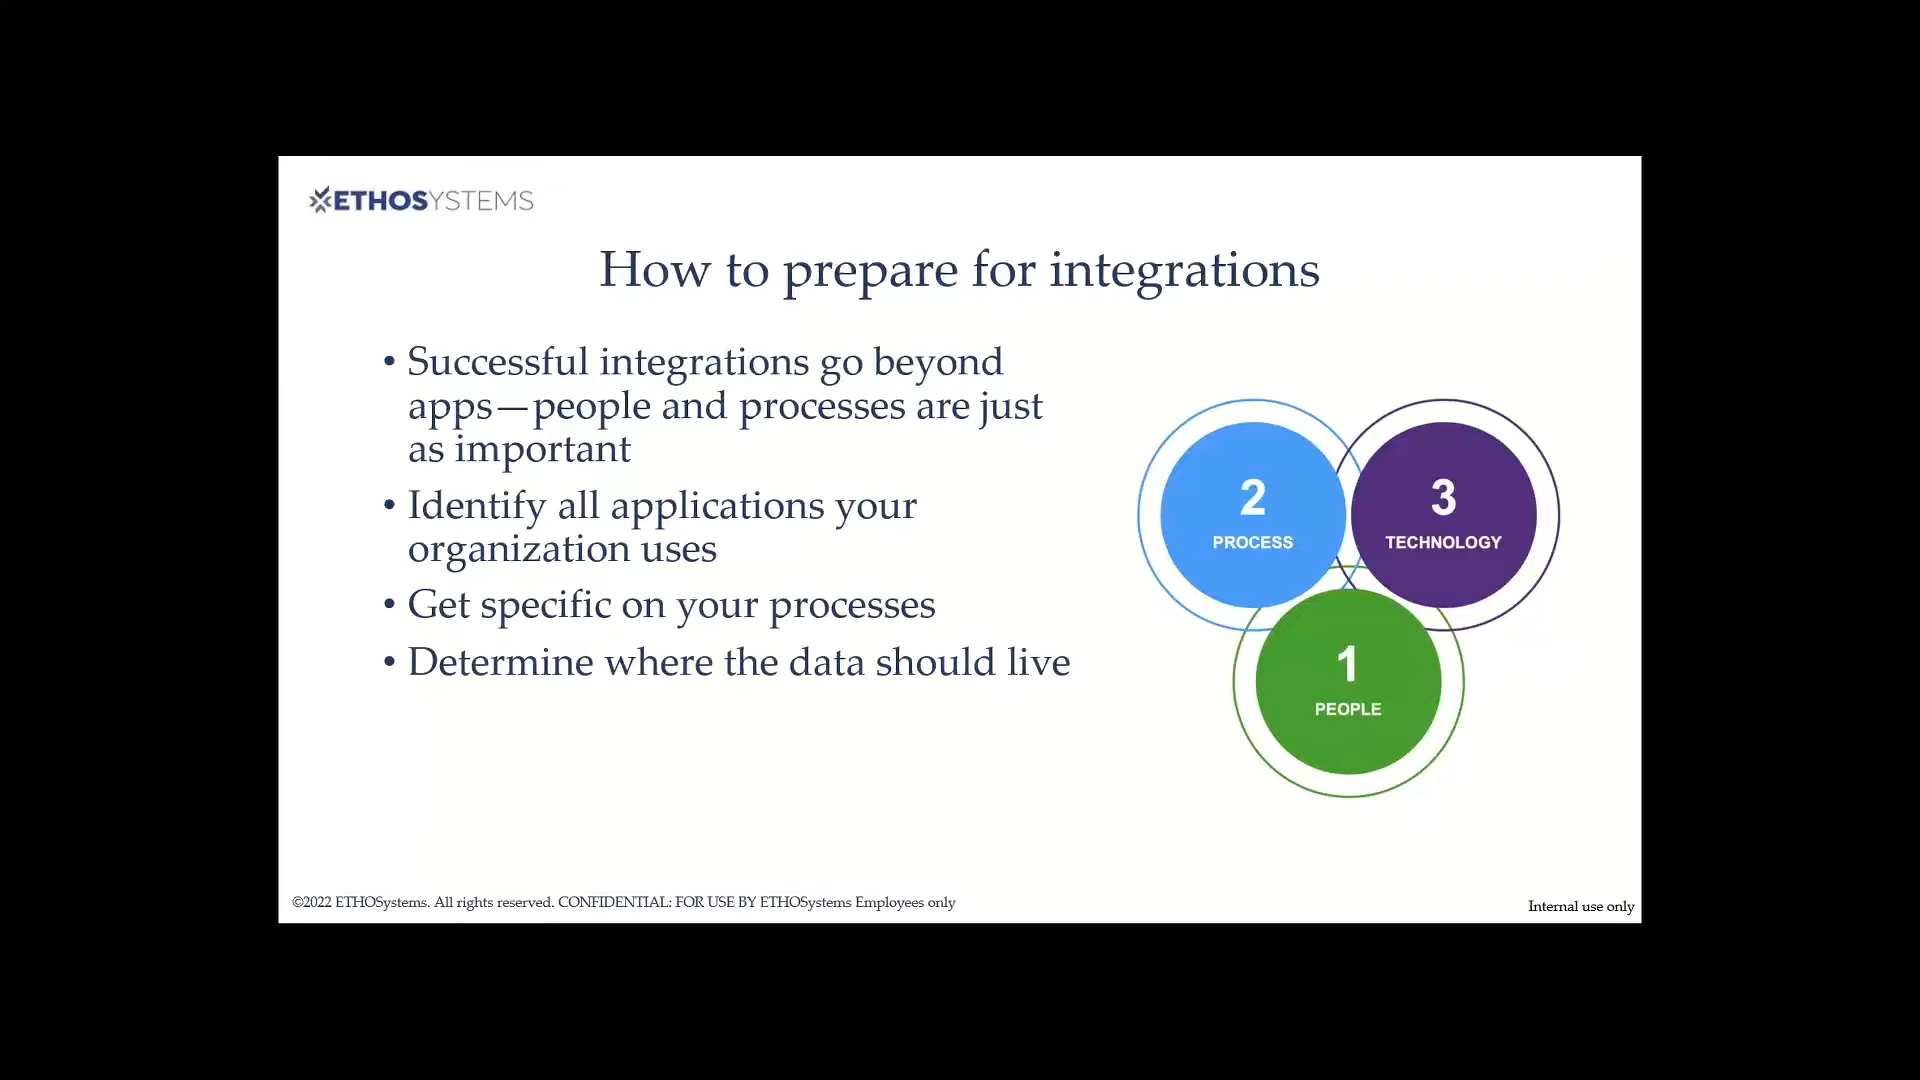 ETHOSYSTEMS
How to prepare for integrations
• Successful integrations go beyond
apps—people and processes are just
as important
• Identify all applications your
organization uses
• Get specific on your processes
• Determine where the data should live
2
PROCESS
3
TECHNOLOGY
1
PEOPLE
©2022 ETHOSystems. All rights reserved. CONFIDENTIAL: FOR USE BY ETHOSystems Employees only
Internal use only